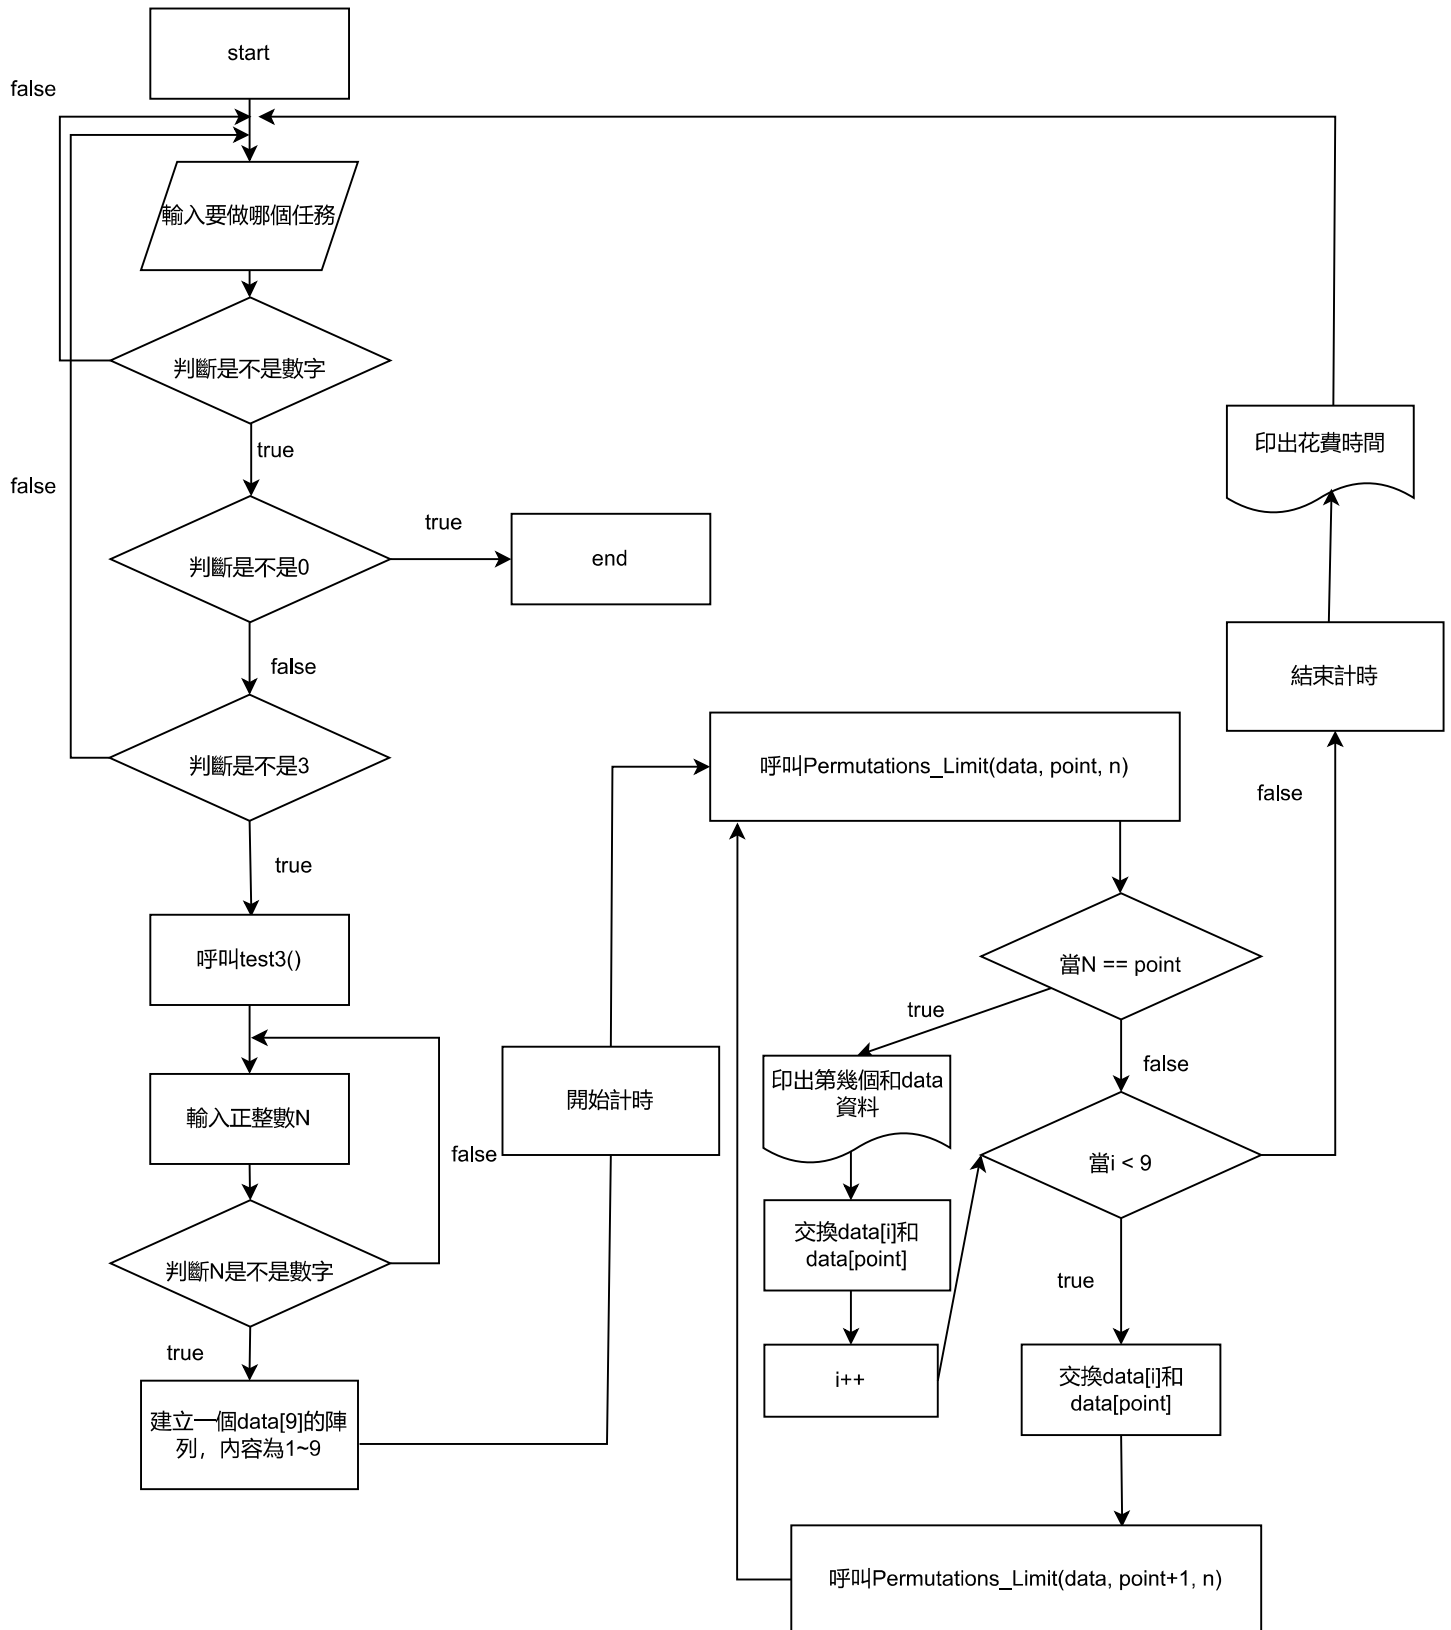 start
false
輸入要做哪個任務
判斷是不是數字
true
false
判斷是不是0
true
end
false
判斷是不是3
true
呼叫test3()
輸入正整數N
false
判斷N是不是數字
true
建立一個data[9]的陣
列，內容為1~9
開始計時
呼叫Permutations_Limit(data, point, n)
當N == point
true
印出第幾個和data
資料
交換data[i]和
data[point]
i++
false
當i < 9
true
交換data[i]和
data[point]
呼叫Permutations_Limit(data, point+1, n)
false
結束計時
印出花費時間